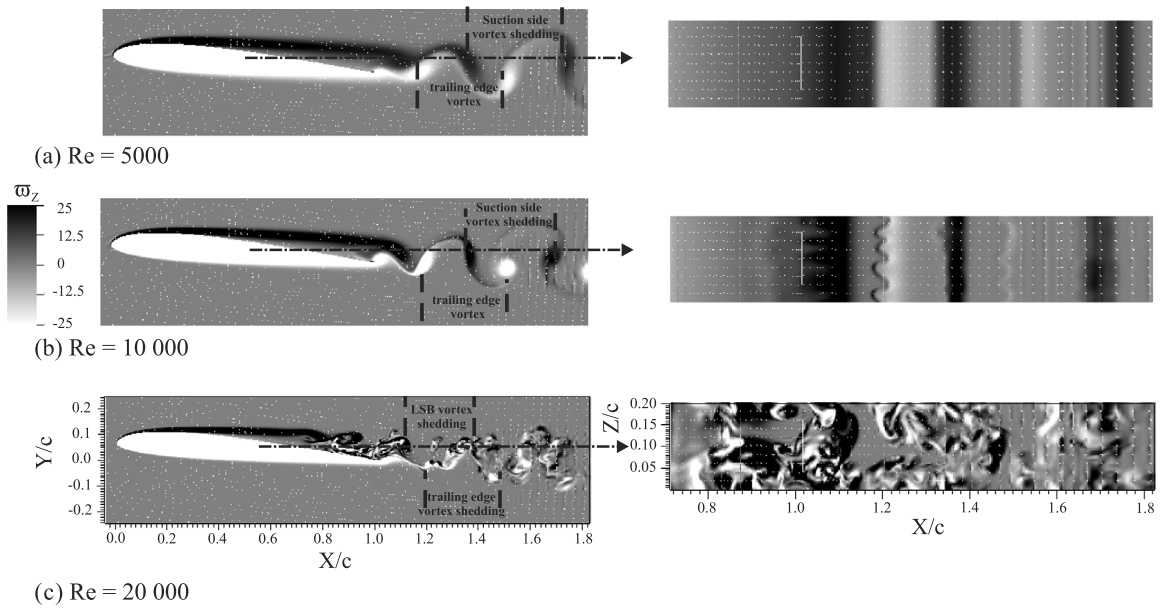 Suction side
vortex shedding
trailing edge
vortex
(a) Re = 5000
ϖZ
25
12.5
0
-12.5
-25
Suction side
vortex shedding
trailing edge
vortex
(b) Re = 10 000
Y/c
0.2
0.1
0.0
-0.1
-0.2
LSB vortex
shedding
trailing edge
vortex shedding
0.0 0.2 0.4 0.6 0.8 1.0 1.2 1.4 1.6 1.8
X/c
Z/c
0.20
0.15
0.10
0.05
0.8 1.0 1.2 1.4 1.5 1.6 1.7 1.8
X/c
(c) Re = 20 000